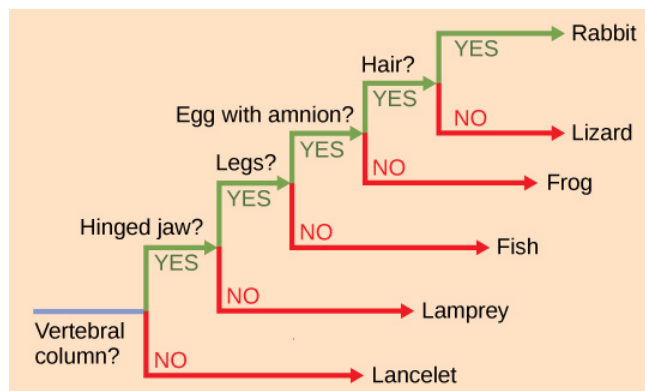 YES
Rabbit
Hair?
YES
NO
Lizard
Egg with amnion?
YES
NO
Frog
Legs?
YES
NO
Fish
Hinged jaw?
YES
NO
Lamprey
Vertebral
column?
NO
Lancelet